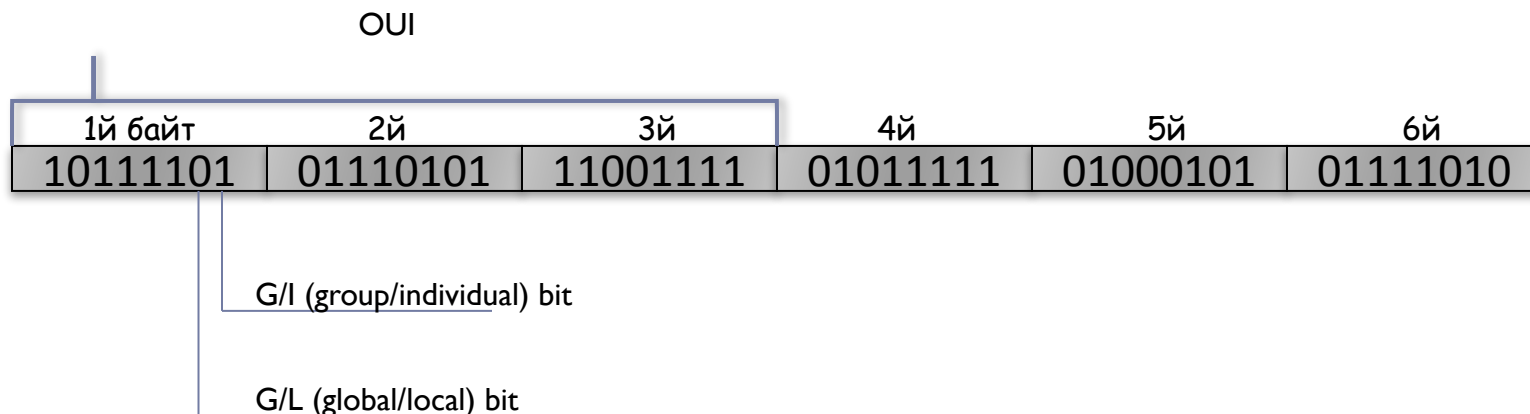 OUI
1й байт 2й 3й 4й 5й 6й
10111101 01110101 11001111 01011111 01000101 01111010
G/I (group/individual) bit
G/L (global/local) bit